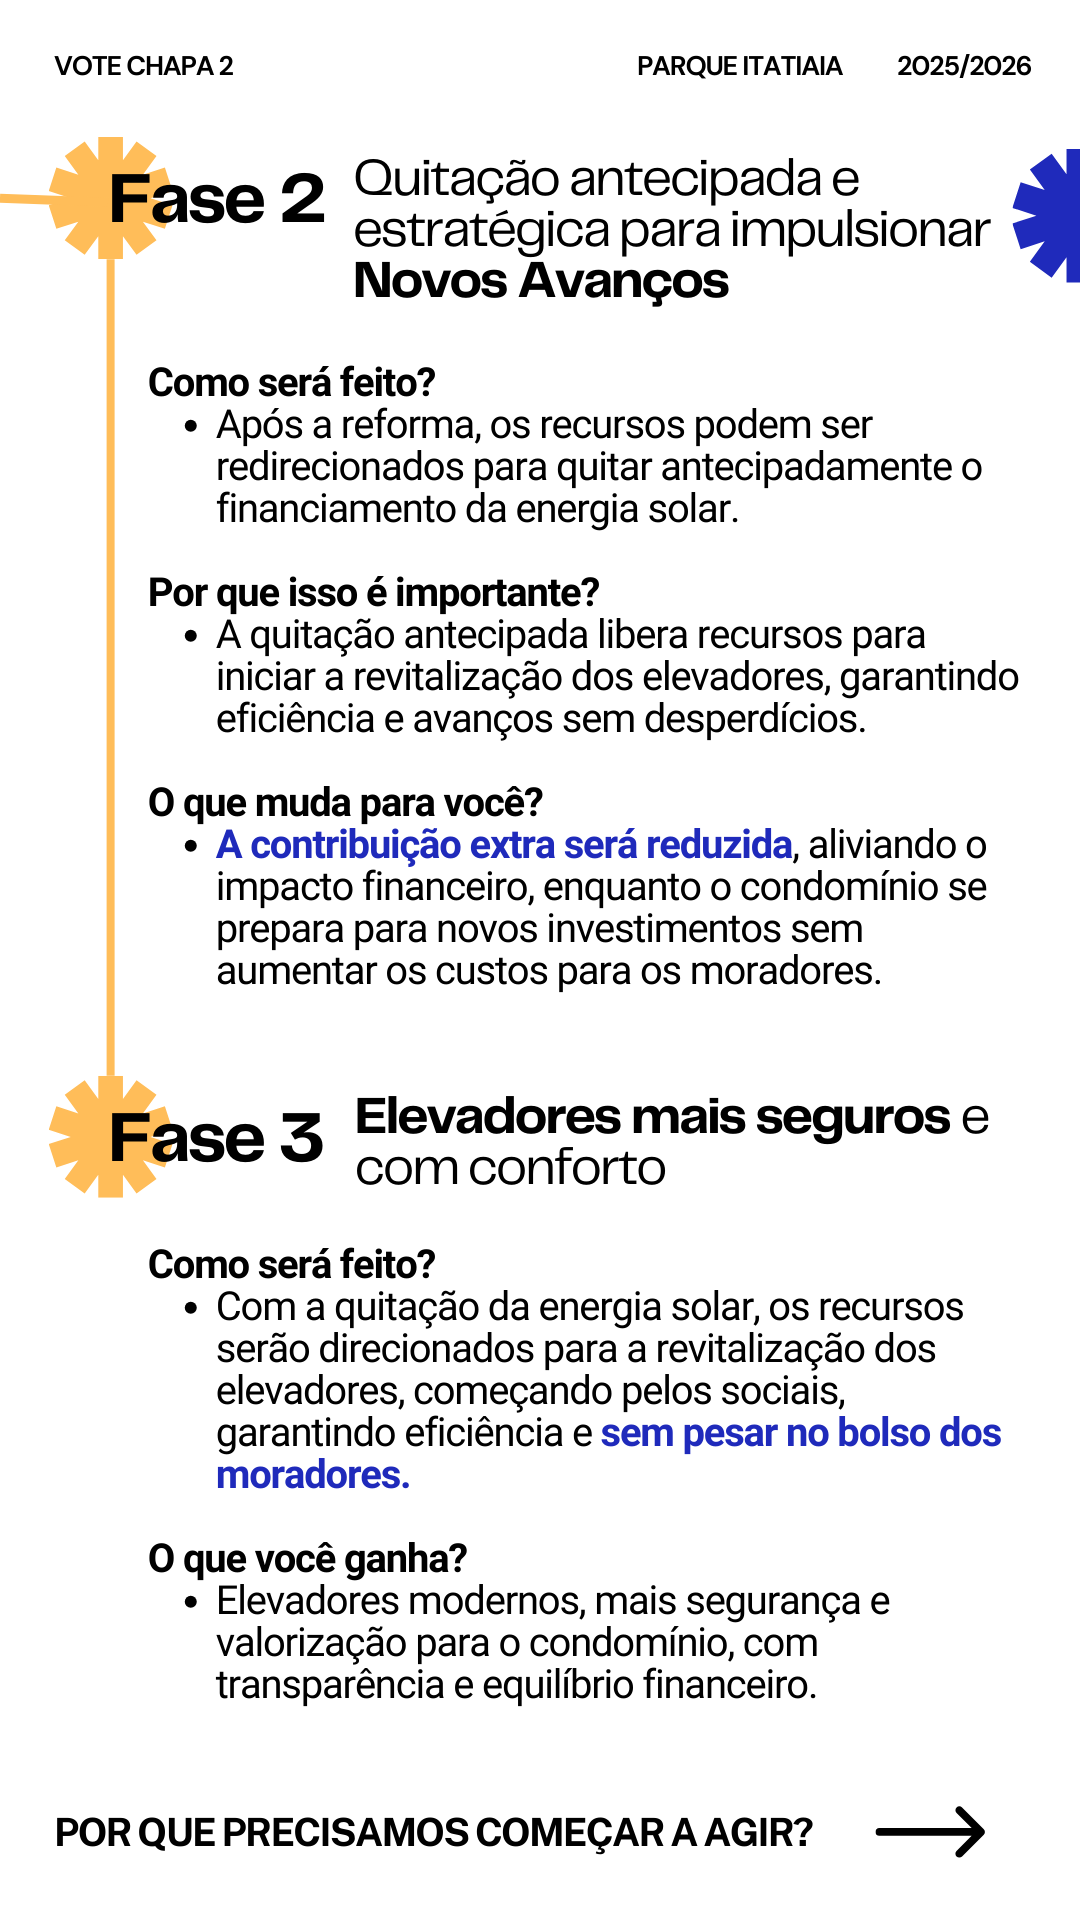 VOTE CHAPA 2
PARQUE ITATIAIA
2025/2026
Fase 2
Quitação antecipada e
estratégica para impulsionar
Novos Avanços
Como será feito?
• Após a reforma, os recursos podem ser
redirecionados para quitar antecipadamente o
financiamento da energia solar.
Por que isso é importante?
• A quitação antecipada libera recursos para
iniciar a revitalização dos elevadores, garantindo
eficiência e avanços sem desperdícios.
O que muda para você?
• A contribuição extra será reduzida, aliviando o
impacto financeiro, enquanto o condomínio se
prepara para novos investimentos sem
aumentar os custos para os moradores.
Fase 3
Elevadores mais seguros e
com conforto
Como será feito?
• Com a quitação da energia solar, os recursos
serão direcionados para a revitalização dos
elevadores, começando pelos sociais,
garantindo eficiência e sem pesar no bolso dos
moradores.
O que você ganha?
• Elevadores modernos, mais segurança e
valorização para o condomínio, com
transparência e equilíbrio financeiro.
POR QUE PRECISAMOS COMEÇAR A AGIR?